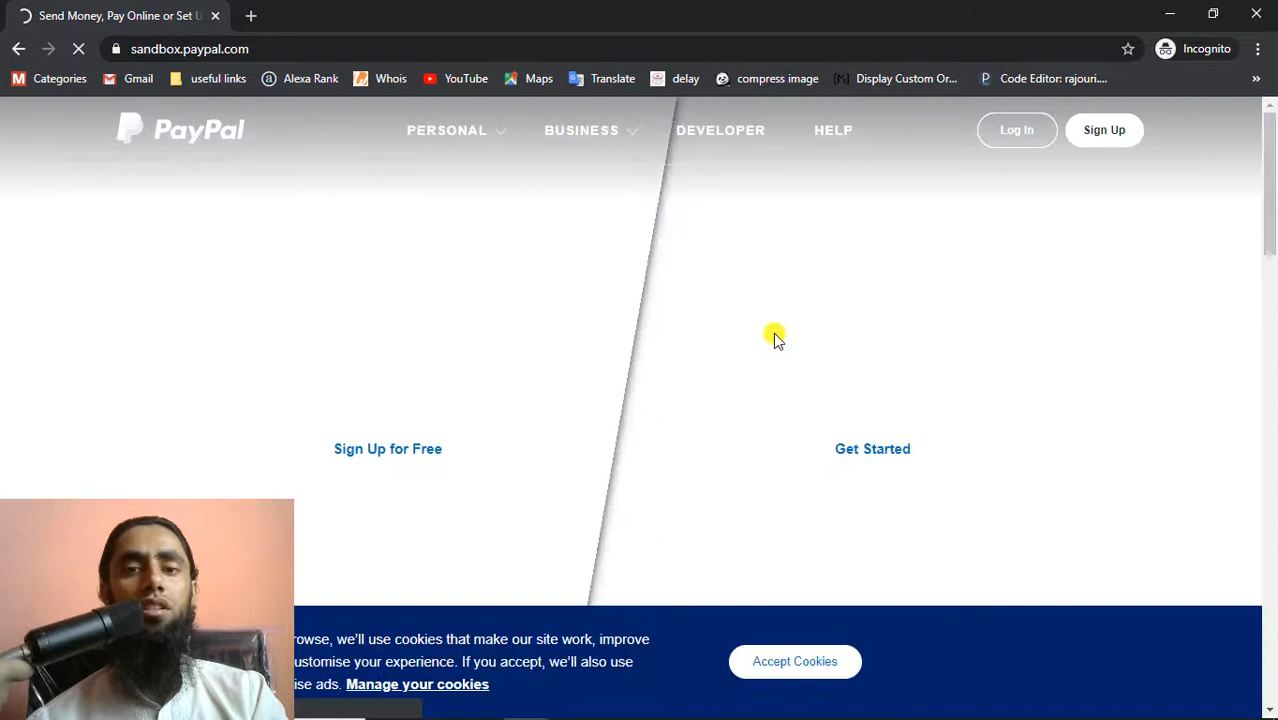 Send Money, Pay Online or Set U
sandbox.paypal.com
Incognito
Categories Gmail useful links Alexa Rank Whois YouTube Maps Translate delay compress image Display Custom Or... Code Editor: rajouri.... »
PayPal PERSONAL BUSINESS DEVELOPER HELP Log In Sign Up
Sign Up for Free Get Started
rowse, we'll use cookies that make our site work, improve
ustomise your experience. If you accept, we'll also use
ise ads. Manage your cookies
Accept Cookies